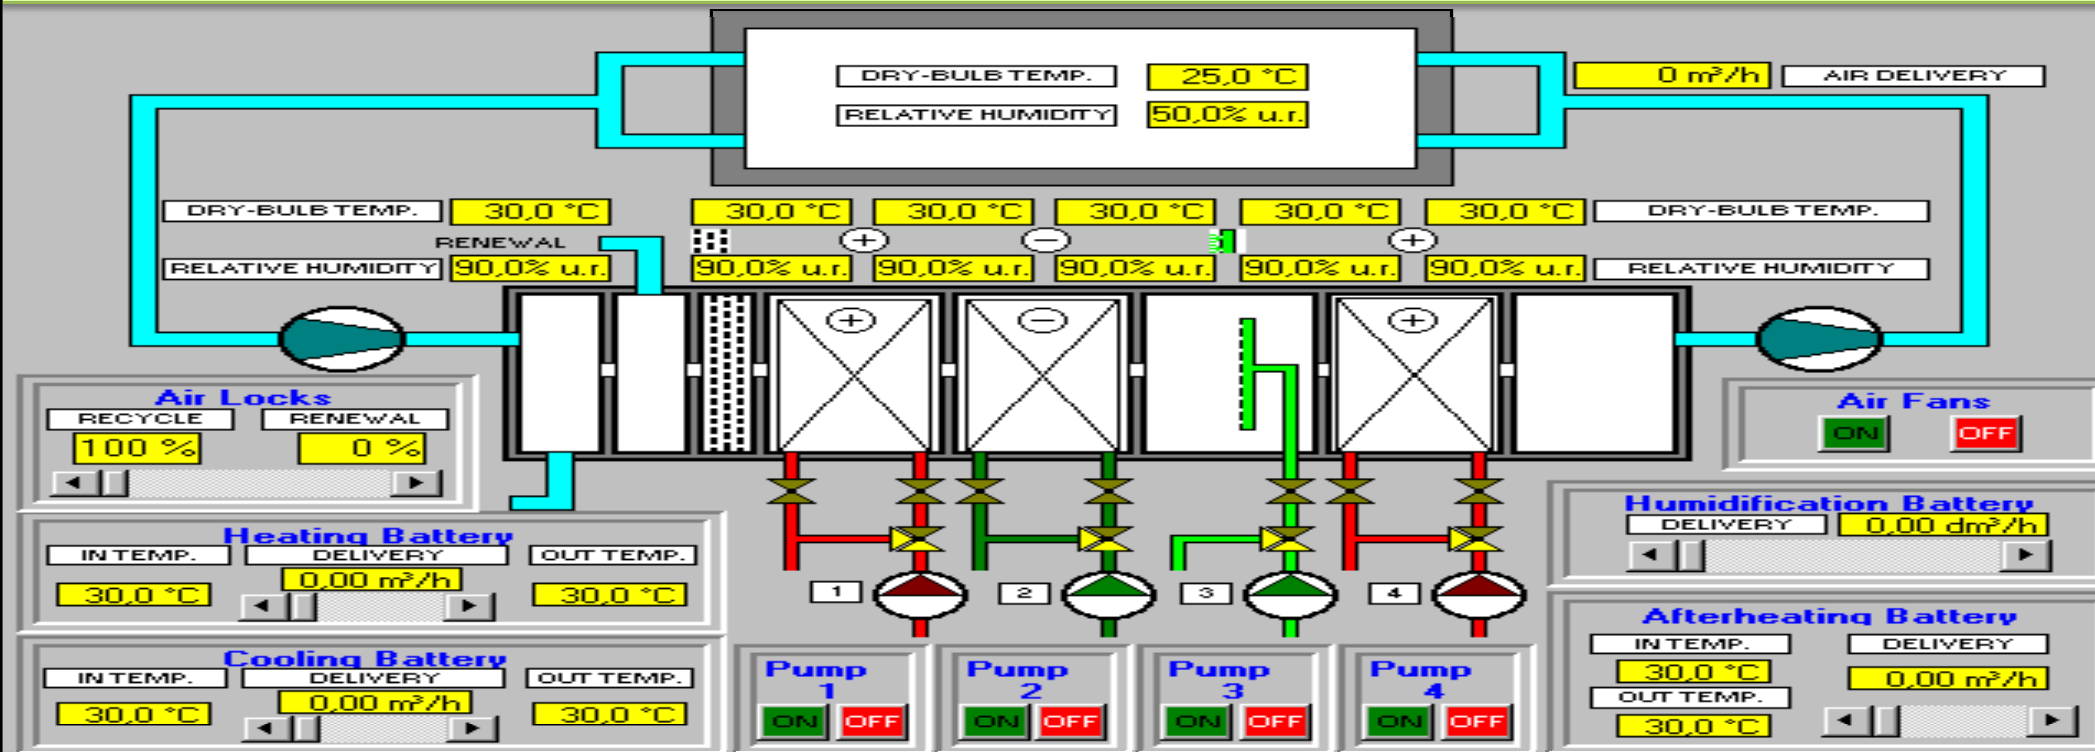 DRY-BULB TEMP. 25,0 °C
RELATIVE HUMIDITY 50,0% u.r.
0 m³/h AIR DELIVERY
DRY-BULB TEMP. 30,0 °C 30,0 °C 30,0 °C 30,0 °C 30,0 °C 30,0 °C DRY-BULB TEMP.
RENEWAL
RELATIVE HUMIDITY 90,0% u.r. 90,0% u.r. 90,0% u.r. 90,0% u.r. 90,0% u.r. 90,0% u.r. RELATIVE HUMIDITY
Air Locks
RECYCLE RENEWAL
100 % 0 %
Air Fans
ON OFF
Heating Battery
IN TEMP. DELIVERY OUT TEMP.
30,0 °C 0,00 m³/h 30,0 °C
Cooling Battery
IN TEMP. DELIVERY OUT TEMP.
30,0 °C 0,00 m³/h 30,0 °C
1 2 3 4
Pump
1
ON OFF
Pump
2
ON OFF
Pump
3
ON OFF
Pump
4
ON OFF
Humidification Battery
DELIVERY 0,00 dm³/h
Afterheating Battery
IN TEMP. DELIVERY
30,0 °C 0,00 m³/h
OUT TEMP.
30,0 °C